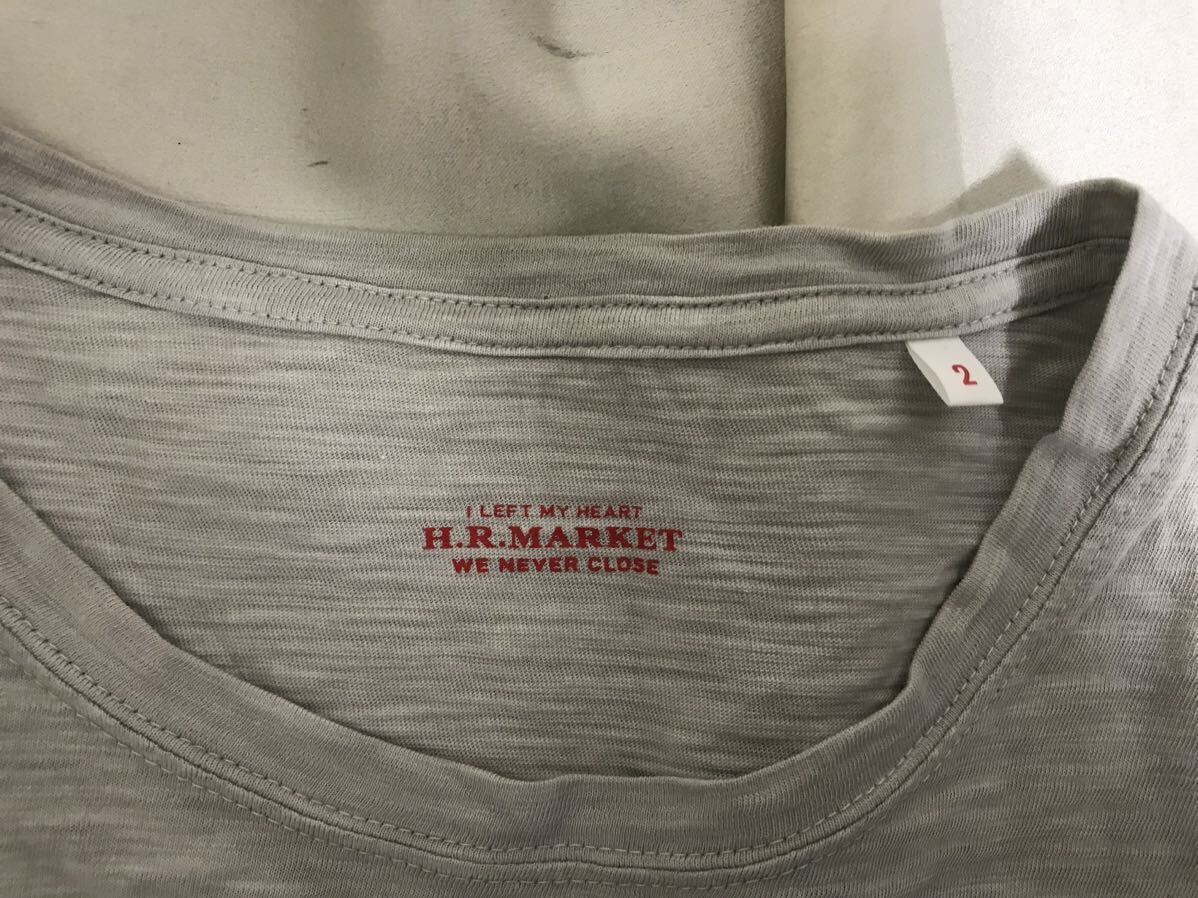 2
I LEFT MY HEART
H.R.MARKET
WE NEVER CLOSE